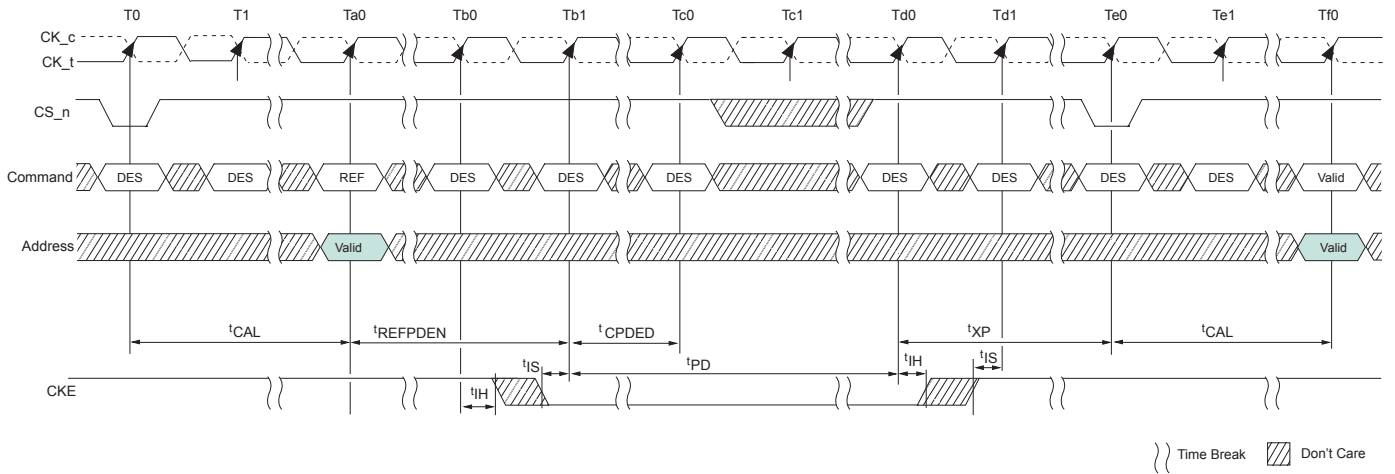 T0 T1 Ta0 Tb0 Tb1 Tc0 Tc1 Td0 Td1 Te0 Te1 Tf0
CK_c
CK_t
CS_n
Command DES DES REF DES DES DES DES DES DES DES Valid
Address Valid Valid
tCAL tREFPDEN tCPDED tXP tCAL
tIS tPD tIH tIS
CKE tIH
Time Break Don't Care